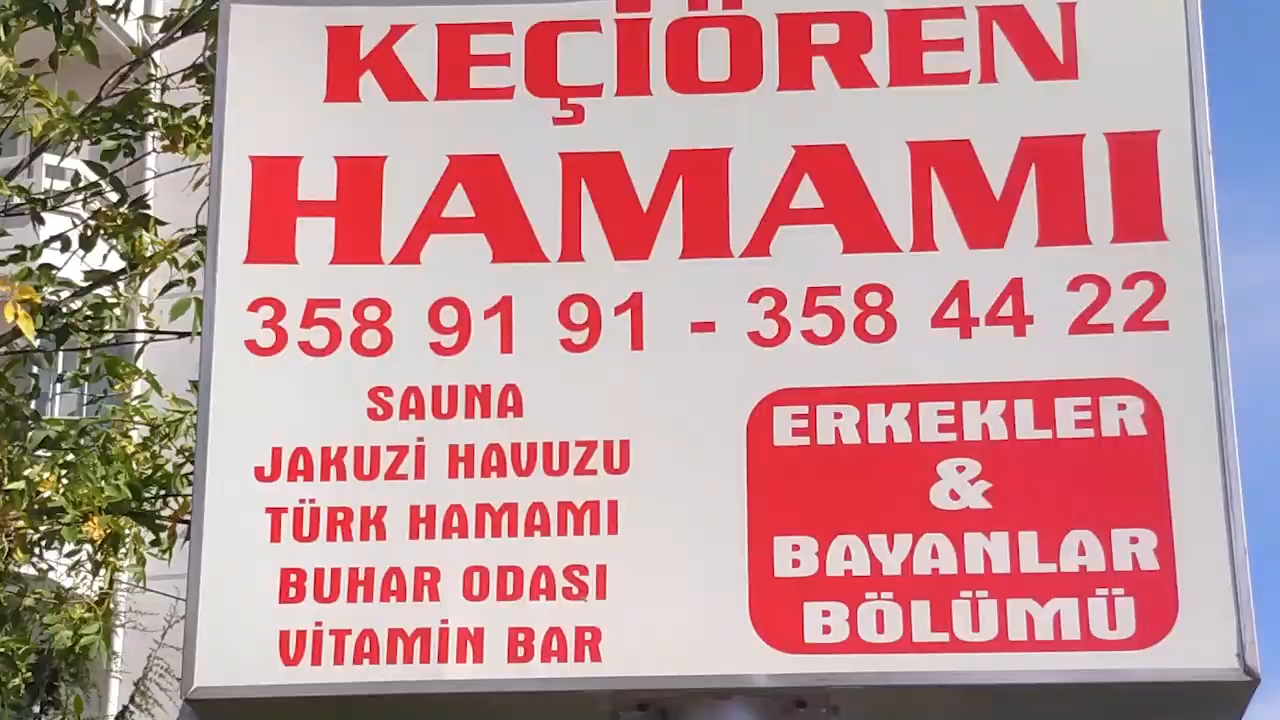 KEÇİÖREN
HAMAMI
358 91 91 - 358 44 22
SAUNA
JAKUZİ HAVUZU
TÜRK HAMAMI
BUHAR ODASI
VİTAMİN BAR
ERKEKLER
&
BAYANLAR
BÖLÜMÜ